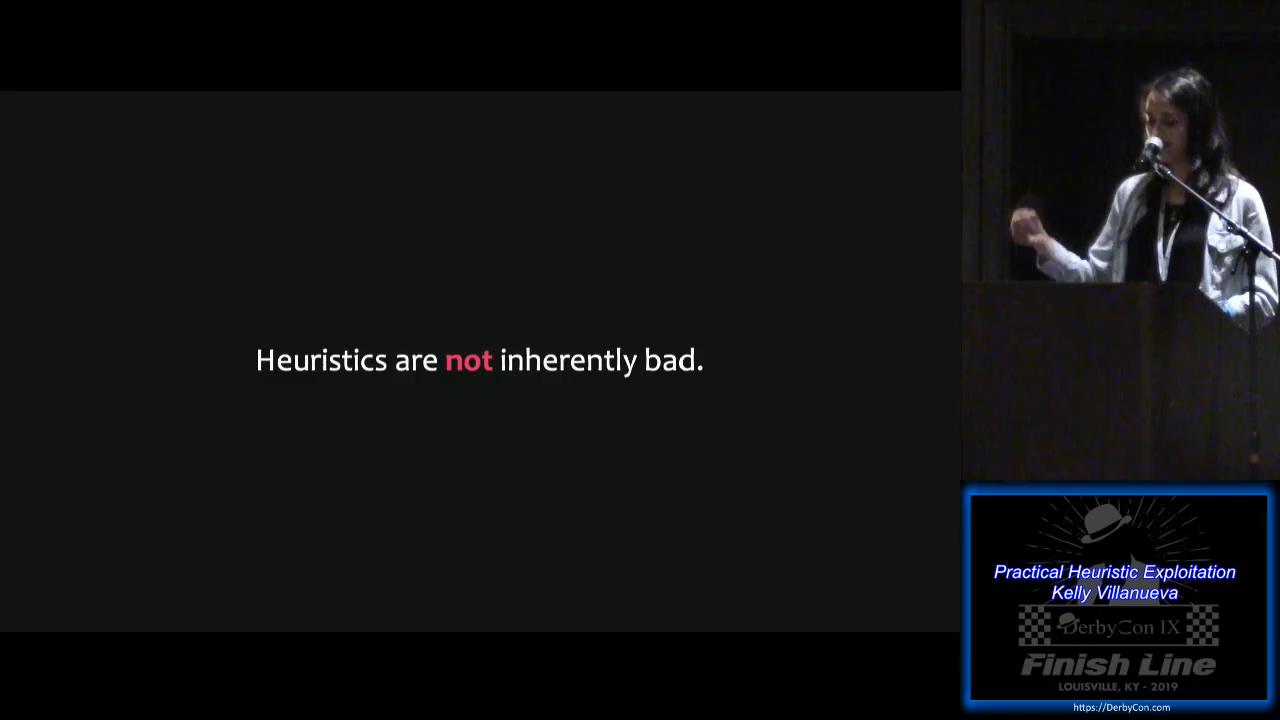 Heuristics are not inherently bad.
Practical Heuristic Exploitation
Kelly Villanueva
DerbyCon IX
Finish Line
LOUISVILLE, KY - 2019
https://DerbyCon.com